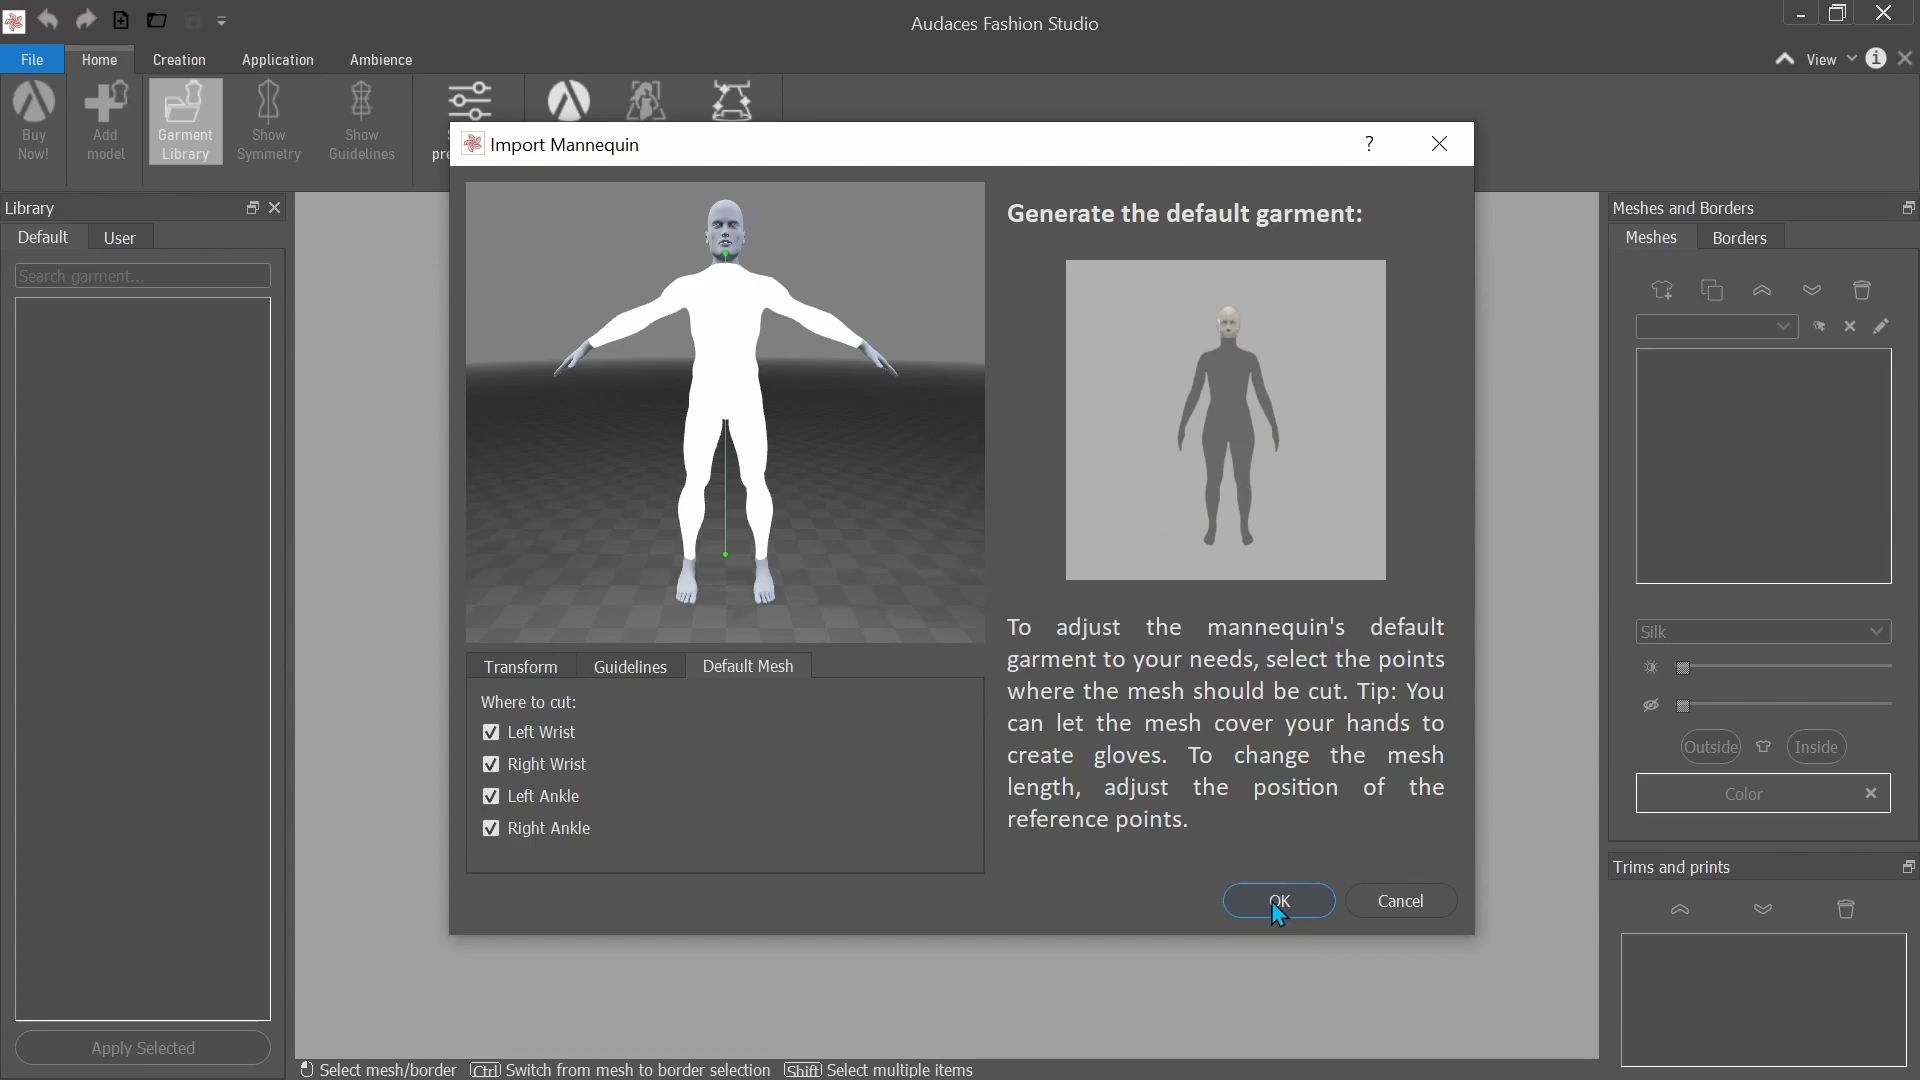 Audaces Fashion Studio
File Home Creation Application Ambience View
Buy Now!
Add model
Garment Library
Show Symmetry
Show Guidelines
Import Mannequin
?
Library
Default User
Search garment...
Apply Selected
Generate the default garment:
To adjust the mannequin's default
garment to your needs, select the points
where the mesh should be cut. Tip: You
can let the mesh cover your hands to
create gloves. To change the mesh
length, adjust the position of the
reference points.
Transform Guidelines Default Mesh
Where to cut:
Left Wrist
Right Wrist
Left Ankle
Right Ankle
OK Cancel
Meshes and Borders
Meshes Borders
Silk
Outside Inside
Color
Trims and prints
Select mesh/border Ctrl Switch from mesh to border selection Shift Select multiple items